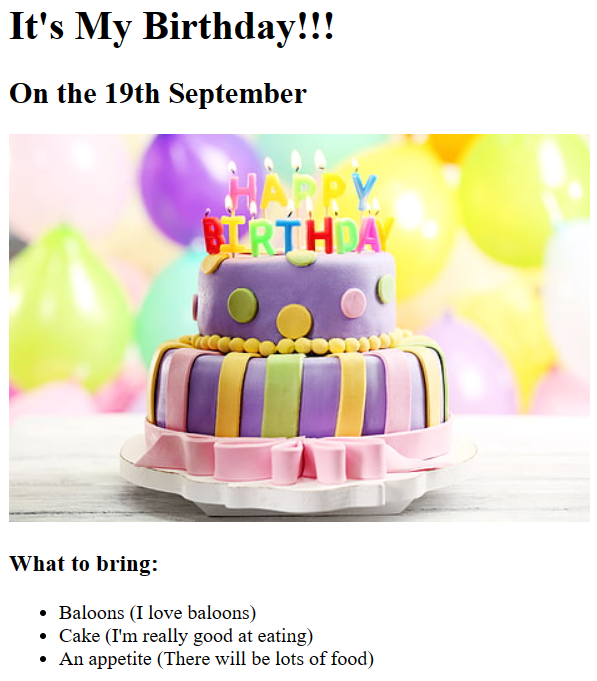 It's My Birthday!!!
On the 19th September
HAPPY
BIRTHDAY
What to bring:
Baloons (I love baloons)
Cake (I'm really good at eating)
An appetite (There will be lots of food)